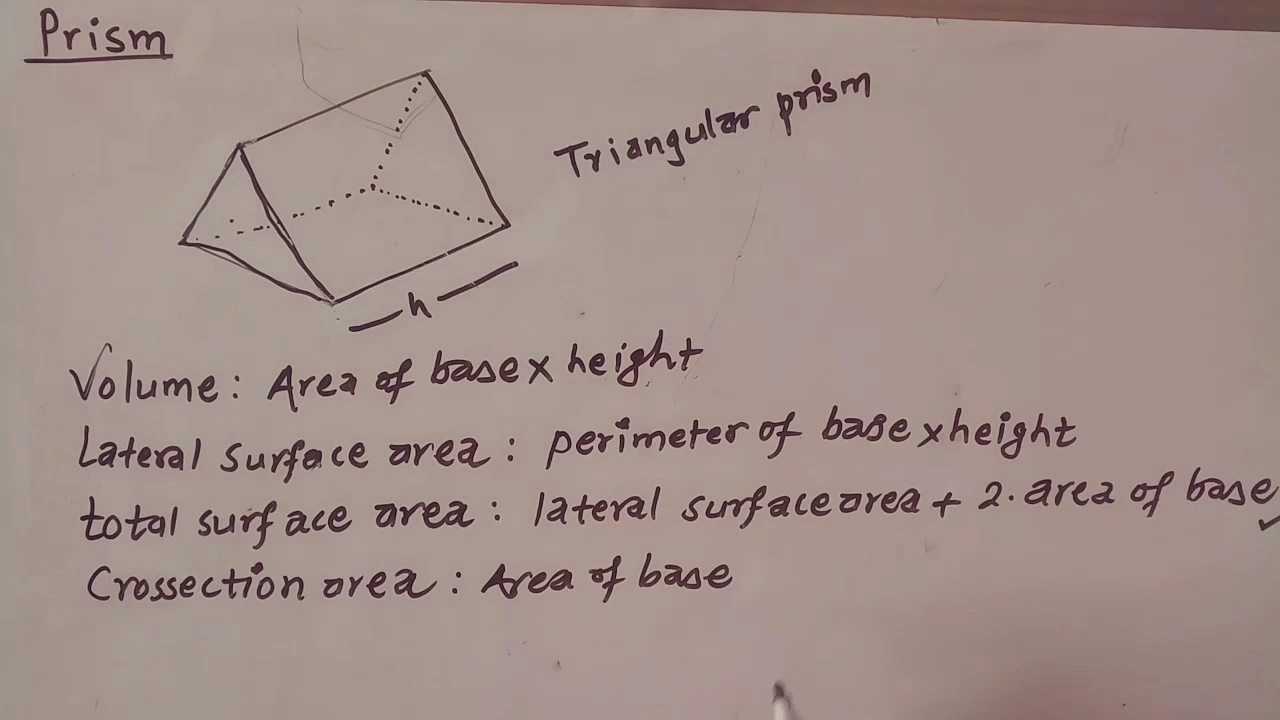 Prism
Triangular prism
h
Volume: Area of base x height
Lateral surface area: perimeter of base x height
total surface area: lateral surface area + 2. area of base
Crossection area: Area of base